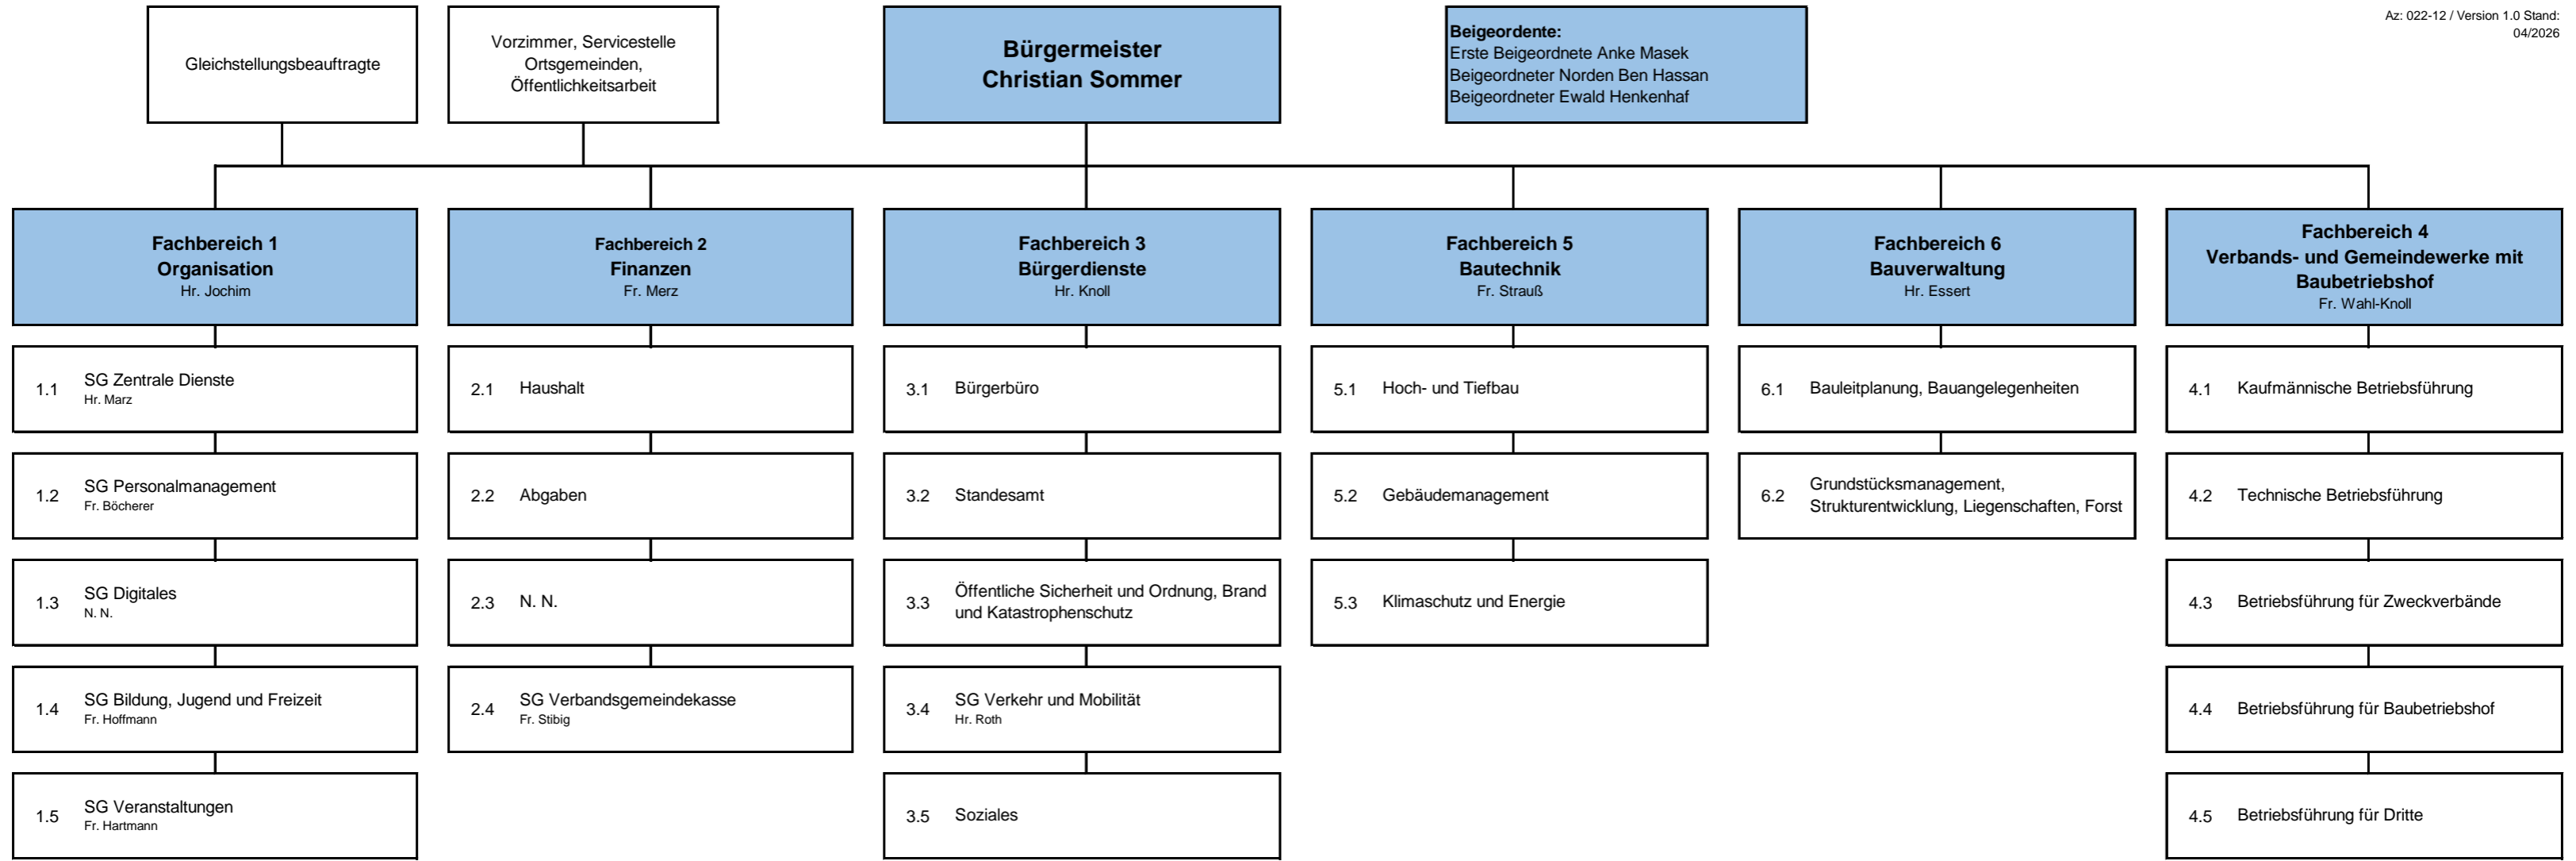 Gleichstellungsbeauftragte
Vorzimmer, Servicestelle
Ortsgemeinden,
Öffentlichkeitsarbeit
Bürgermeister
Christian Sommer
Beigeordente:
Erste Beigeordnete Anke Masek
Beigeordneter Norden Ben Hassan
Beigeordneter Ewald Henkenhaf
Az: 022-12 / Version 1.0 Stand:
04/2026
Fachbereich 1
Organisation
Hr. Jochim
Fachbereich 2
Finanzen
Fr. Merz
Fachbereich 3
Bürgerdienste
Hr. Knoll
Fachbereich 5
Bautechnik
Fr. Strauß
Fachbereich 6
Bauverwaltung
Hr. Essert
Fachbereich 4
Verbands- und Gemeindewerke mit
Baubetriebshof
Fr. Wahl-Knoll
1.1 SG Zentrale Dienste
Hr. Marz
2.1 Haushalt
3.1 Bürgerbüro
5.1 Hoch- und Tiefbau
6.1 Bauleitplanung, Bauangelegenheiten
4.1 Kaufmännische Betriebsführung
1.2 SG Personalmanagement
Fr. Böcherer
2.2 Abgaben
3.2 Standesamt
5.2 Gebäudemanagement
6.2 Grundstücksmanagement,
Strukturentwicklung, Liegenschaften, Forst
4.2 Technische Betriebsführung
1.3 SG Digitales
N. N.
2.3 N. N.
3.3 Öffentliche Sicherheit und Ordnung, Brand
und Katastrophenschutz
5.3 Klimaschutz und Energie
4.3 Betriebsführung für Zweckverbände
1.4 SG Bildung, Jugend und Freizeit
Fr. Hoffmann
2.4 SG Verbandsgemeindekasse
Fr. Stibig
3.4 SG Verkehr und Mobilität
Hr. Roth
4.4 Betriebsführung für Baubetriebshof
1.5 SG Veranstaltungen
Fr. Hartmann
3.5 Soziales
4.5 Betriebsführung für Dritte